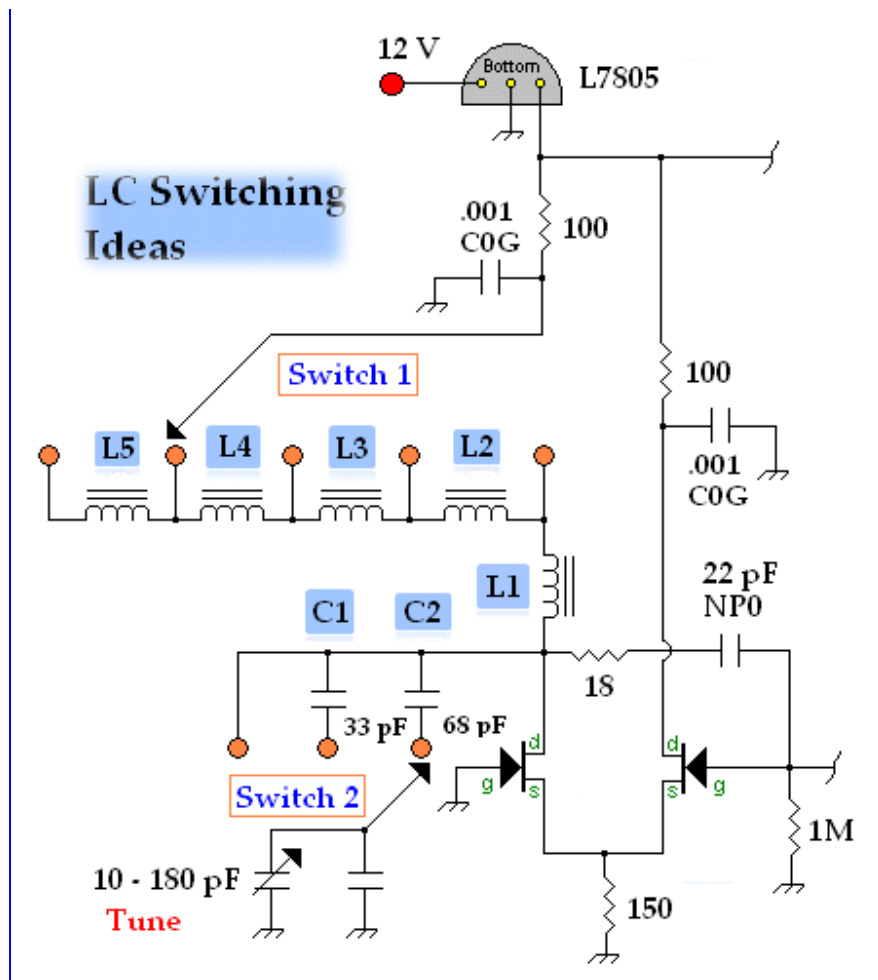 12 V
Bottom
L7805
LC Switching
Ideas
.001
C0G
100
Switch 1
100
L5
L4
L3
L2
.001
C0G
L1
22 pF
NP0
C1
C2
18
33 pF
68 pF
d
d
g
s
s
g
Switch 2
1M
10 - 180 pF
Tune
150